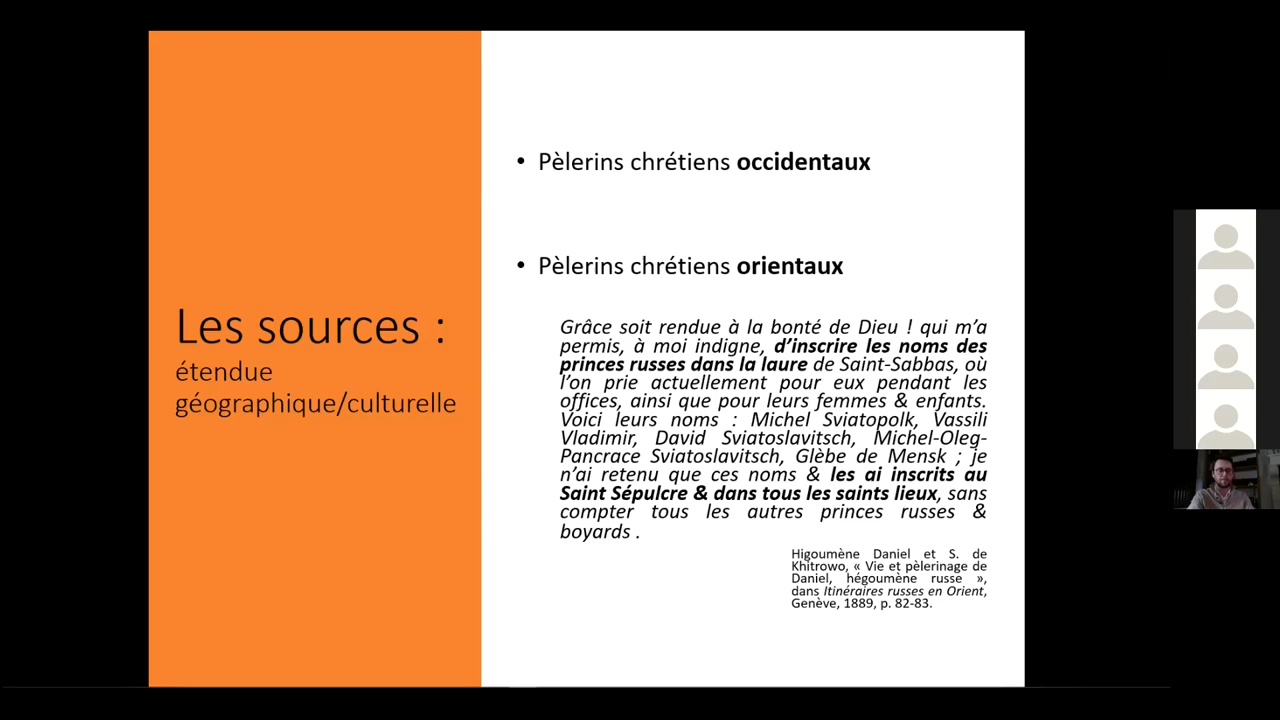 Les sources :
étendue
géographique/culturelle
• Pèlerins chrétiens occidentaux
• Pèlerins chrétiens orientaux
Grâce soit rendue à la bonté de Dieu ! qui m’a
permis, à moi indigne, d’inscrire les noms des
princes russes dans la laure de Saint-Sabbas, où
l’on prie actuellement pour eux pendant les
offices, ainsi que pour leurs femmes & enfants.
Voici leurs noms : Michel Sviatopolk, Vassili
Vladimir, David Sviatoslavitsch, Michel-Oleg-
Pancrace Sviatoslavitsch, Glèbe de Mensk ; je
n’ai retenu que ces noms & les ai inscrits au
Saint Sépulcre & dans tous les saints lieux, sans
compter tous les autres princes russes &
boyards .
Higoumène Daniel et S. de
Khitrowo, « Vie et pèlerinage de
Daniel, hégoumène russe »,
dans Itinéraires russes en Orient,
Genève, 1889, p. 82-83.